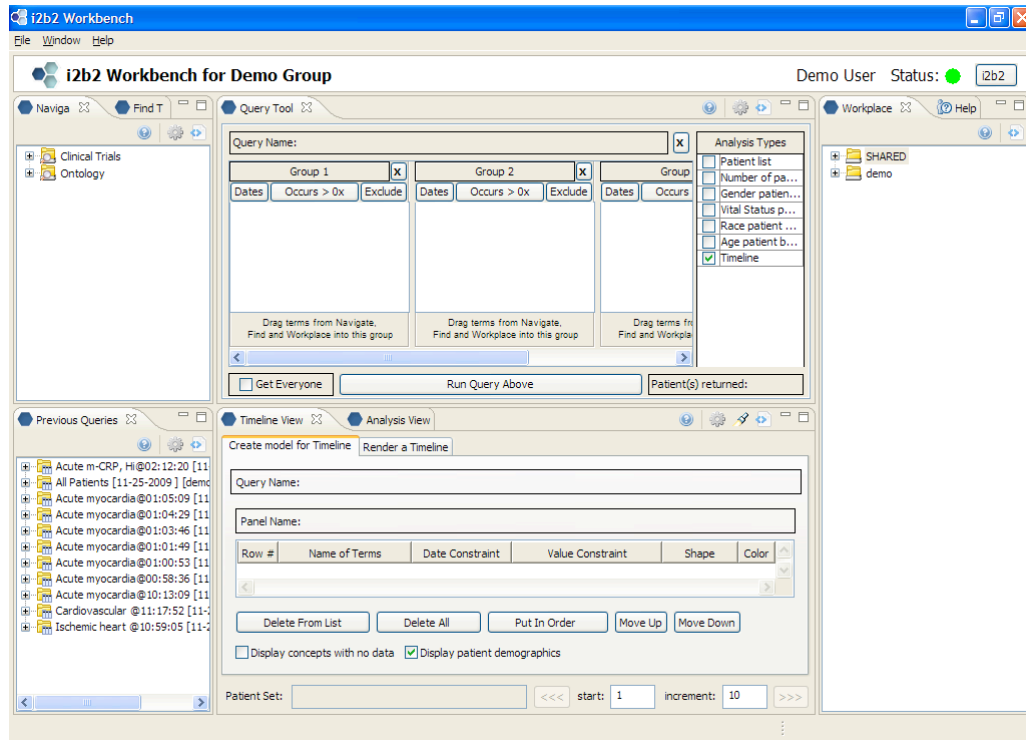 i2b2 Workbench
File Window Help
i2b2 Workbench for Demo Group
Demo User Status: i2b2
Naviga Find T
Clinical Trials
Ontology
Query Tool
Query Name: x
Group 1 x Group 2 x Group
Dates Occurs > 0x Exclude Dates Occurs > 0x Exclude Dates Occurs
Drag terms from Navigate, Drag terms from Navigate, Drag terms fr
Find and Workplace into this group Find and Workplace into this group Find and Workpla
Analysis Types
Patient list
Number of pa...
Gender patien...
Vital Status p...
Race patient ...
Age patient b...
Timeline
Get Everyone Run Query Above Patient(s) returned:
Workplace Help
SHARED
demo
Previous Queries
Acute m-CRP, Hi@02:12:20 [11
All Patients [11-25-2009 ] [demo
Acute myocardia@01:05:09 [11
Acute myocardia@01:04:29 [11
Acute myocardia@01:03:46 [11
Acute myocardia@01:01:49 [11
Acute myocardia@01:00:53 [11
Acute myocardia@00:58:36 [11
Acute myocardia@10:13:09 [11
Cardiovascular @11:17:52 [11-2
Ischemic heart @10:59:05 [11-2
Timeline View Analysis View
Create model for Timeline Render a Timeline
Query Name:
Panel Name:
Row # Name of Terms Date Constraint Value Constraint Shape Color
Delete From List Delete All Put In Order Move Up Move Down
Display concepts with no data Display patient demographics
Patient Set: <<< start: 1 increment: 10 >>>